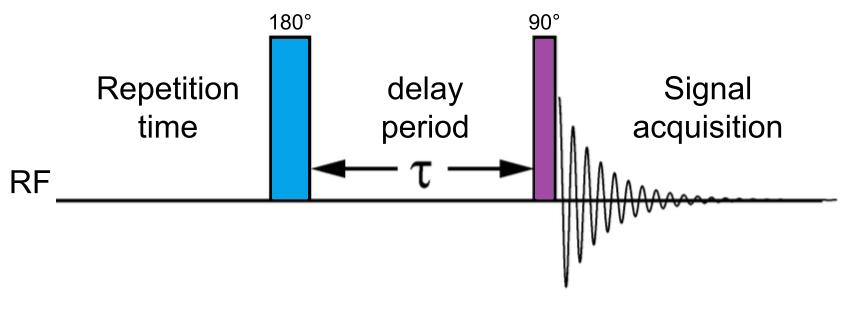 180°
90°
Repetition
time
delay
period
Signal
acquisition
τ
RF